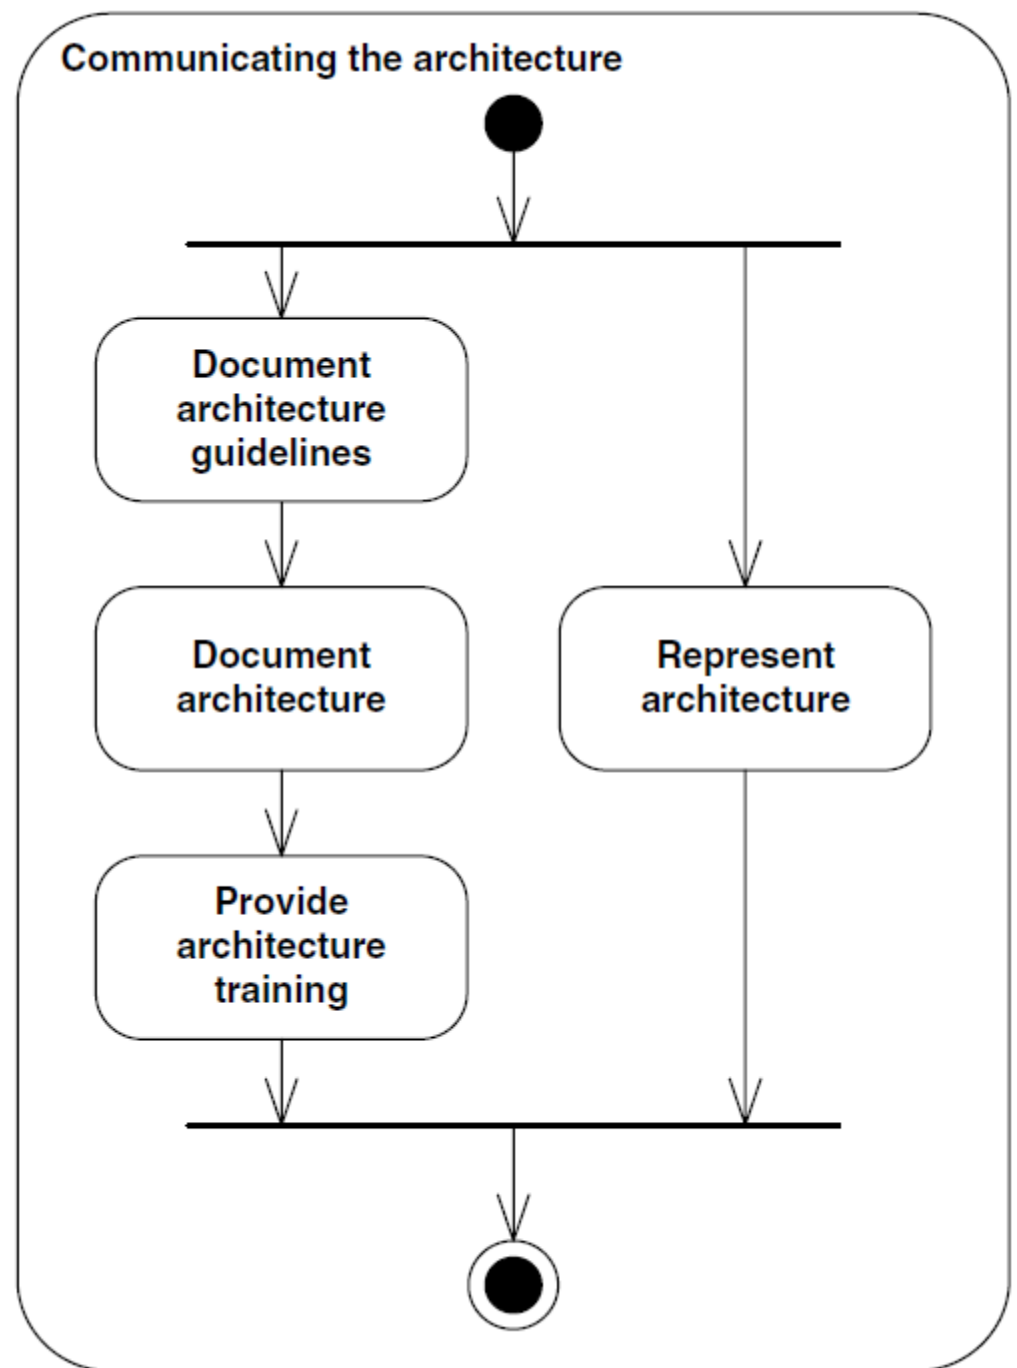 Communicating the architecture
Document
architecture
guidelines
Document
architecture
Represent
architecture
Provide
architecture
training